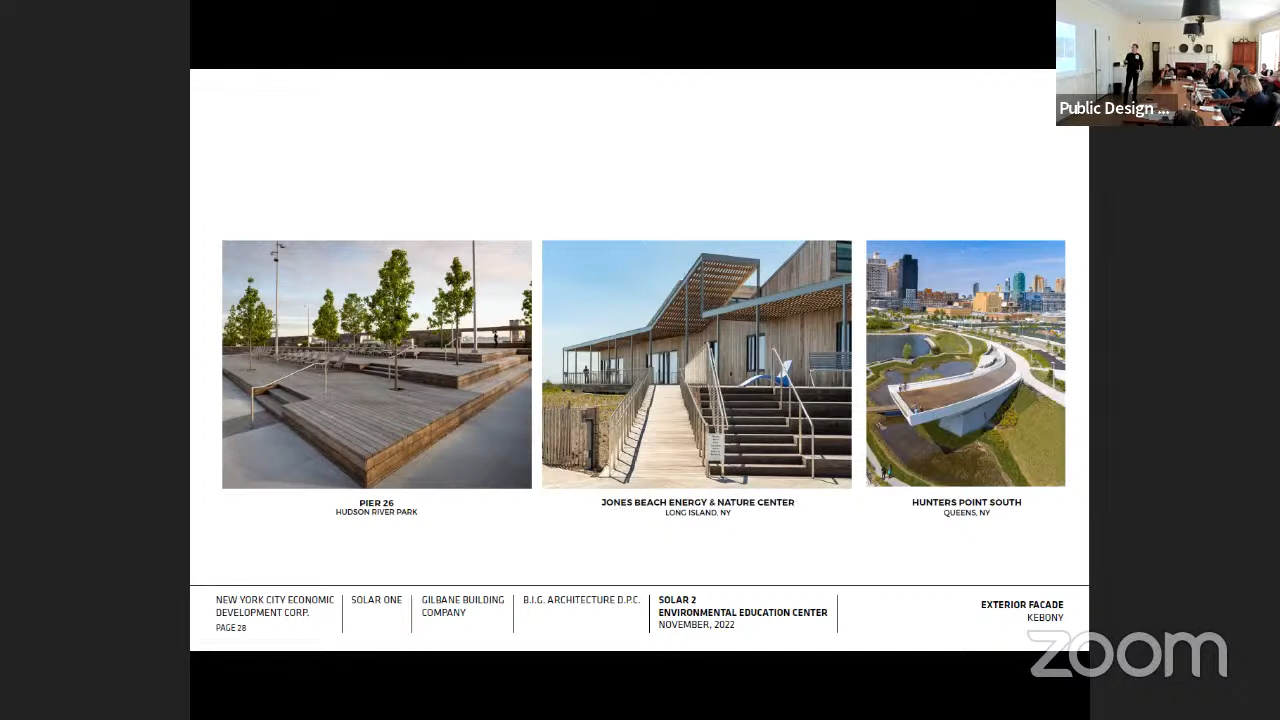 Public Design ...
PIER 26
HUDSON RIVER PARK
JONES BEACH ENERGY & NATURE CENTER
LONG ISLAND, NY
HUNTERS POINT SOUTH
QUEENS, NY
NEW YORK CITY ECONOMIC
DEVELOPMENT CORP.
PAGE 28
SOLAR ONE
GILBANE BUILDING
COMPANY
B.I.G. ARCHITECTURE D.P.C.
SOLAR 2
ENVIRONMENTAL EDUCATION CENTER
NOVEMBER, 2022
EXTERIOR FACADE
KEBONY
zoom